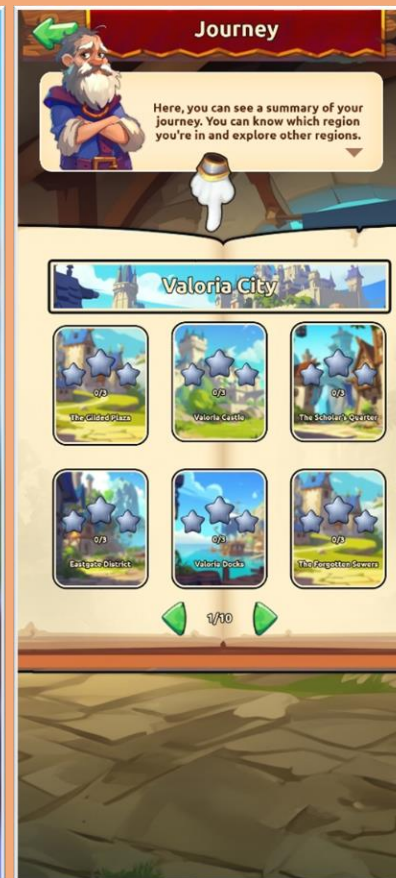 Journey
Here, you can see a summary of your
journey. You can know which region
you're in and explore other regions.
Valoria City
0/3
The Gilded Plaza
0/3
Valoria Castle
0/3
The Scholar's Quarter
0/3
Eastgate District
0/3
Valoria Docks
0/3
The Forgotten Sewers
1/10